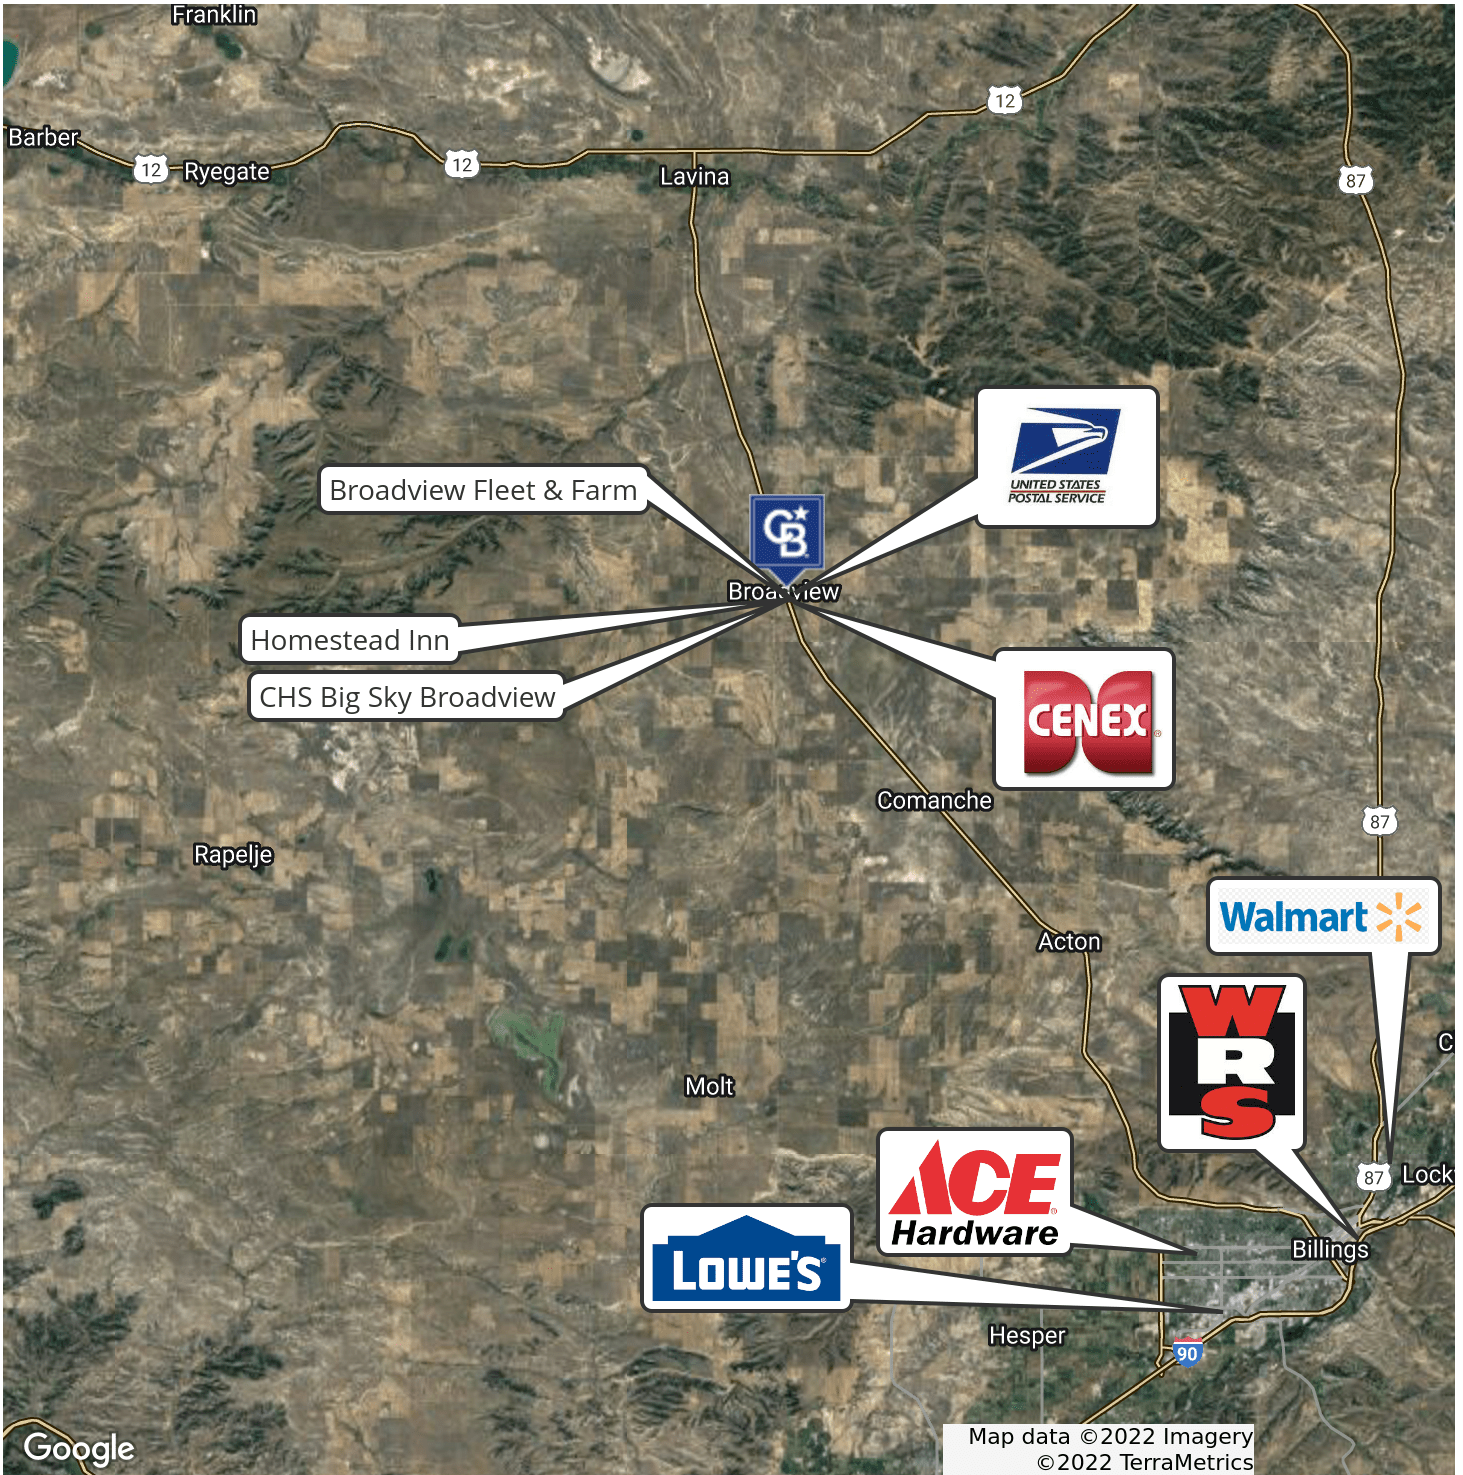 Franklin
12
Barber
12
Ryegate
12
Lavina
87
UNITED STATES
POSTAL SERVICE
Broadview Fleet & Farm
CB
Broadview
Homestead Inn
CHS Big Sky Broadview
CENEX
Comanche
87
Rapelje
Walmart
Acton
WRS
C
Molt
ACE
Hardware
87
Lock
LOWE'S
Billings
Hesper
90
Google
Map data ©2022 Imagery
©2022 TerraMetrics